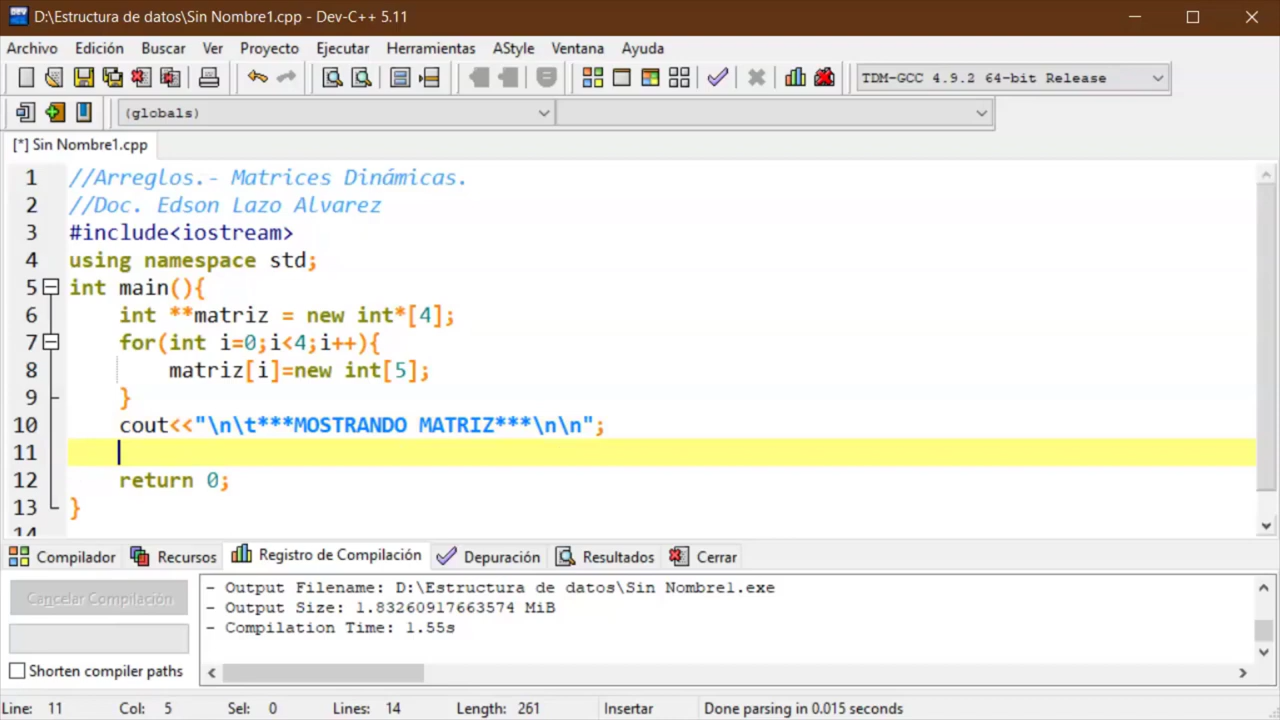 D:\Estructura de datos\Sin Nombre1.cpp - Dev-C++ 5.11
Archivo Edición Buscar Ver Proyecto Ejecutar Herramientas AStyle Ventana Ayuda
TDM-GCC 4.9.2 64-bit Release
(globals)
[*] Sin Nombre1.cpp
1 //Arreglos.- Matrices Dinámicas.
2 //Doc. Edson Lazo Alvarez
3 #include<iostream>
4 using namespace std;
5 int main(){
6 int **matriz = new int*[4];
7 for(int i=0;i<4;i++){
8 matriz[i]=new int[5];
9 }
10 cout<<"\n\t***MOSTRANDO MATRIZ***\n\n";
11
12 return 0;
13 }
14
Compilador Recursos Registro de Compilación Depuración Resultados Cerrar
Cancelar Compilación
- Output Filename: D:\Estructura de datos\Sin Nombre1.exe
- Output Size: 1.83260917663574 MiB
- Compilation Time: 1.55s
Shorten compiler paths
Line: 11 Col: 5 Sel: 0 Lines: 14 Length: 261 Insertar Done parsing in 0.015 seconds